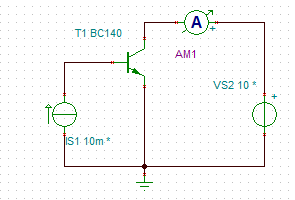 T1 BC140
A
+
AM1
VS2 10 *
+
IS1 10m *